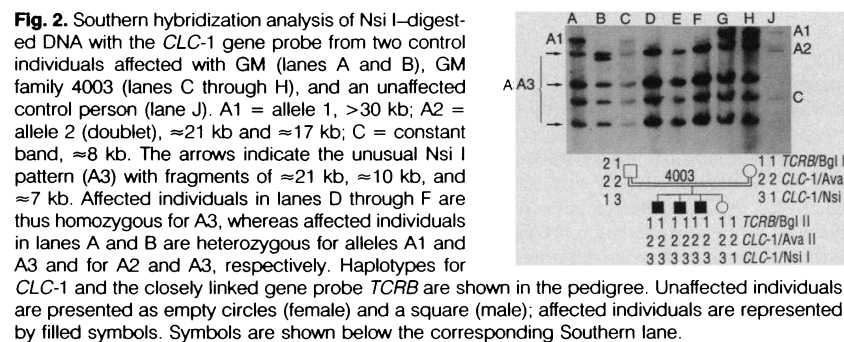 Fig. 2. Southern hybridization analysis of Nsi I–digest-
ed DNA with the CLC-1 gene probe from two control
individuals affected with GM (lanes A and B), GM
family 4003 (lanes C through H), and an unaffected
control person (lane J). A1 = allele 1, >30 kb; A2 =
allele 2 (doublet), ≈21 kb and ≈17 kb; C = constant
band, ≈8 kb. The arrows indicate the unusual Nsi I
pattern (A3) with fragments of ≈21 kb, ≈10 kb, and
≈7 kb. Affected individuals in lanes D through F are
thus homozygous for A3, whereas affected individuals
in lanes A and B are heterozygous for alleles A1 and
A3 and for A2 and A3, respectively. Haplotypes for
CLC-1 and the closely linked gene probe TCRB are shown in the pedigree. Unaffected individuals
are presented as empty circles (female) and a square (male); affected individuals are represented
by filled symbols. Symbols are shown below the corresponding Southern lane.
A B C D E F G H J
A1 A1
A2
A A3
C
2 1 4003 1 1 TCRB/Bgl I
2 2 2 2 CLC-1/Ava
1 3 3 1 CLC-1/Nsi
1 1 1 1 1 1 1 1 TCRB/Bgl II
2 2 2 2 2 2 2 2 CLC-1/Ava II
3 3 3 3 3 3 3 1 CLC-1/Nsi I